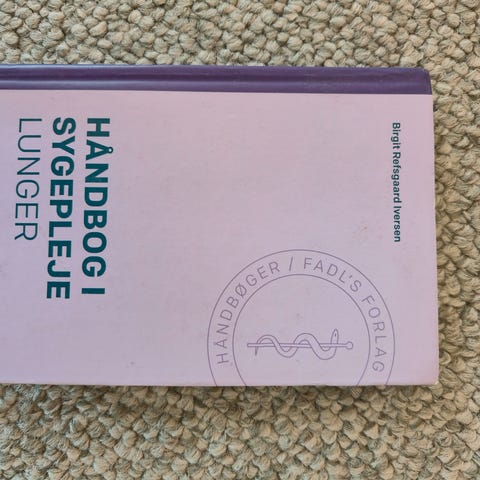 Birgit Refsgaard Iversen
HÅNDBOG I
SYGEPLEJE
LUNGER
HÅNDBØGER / FADL'S FORLAG